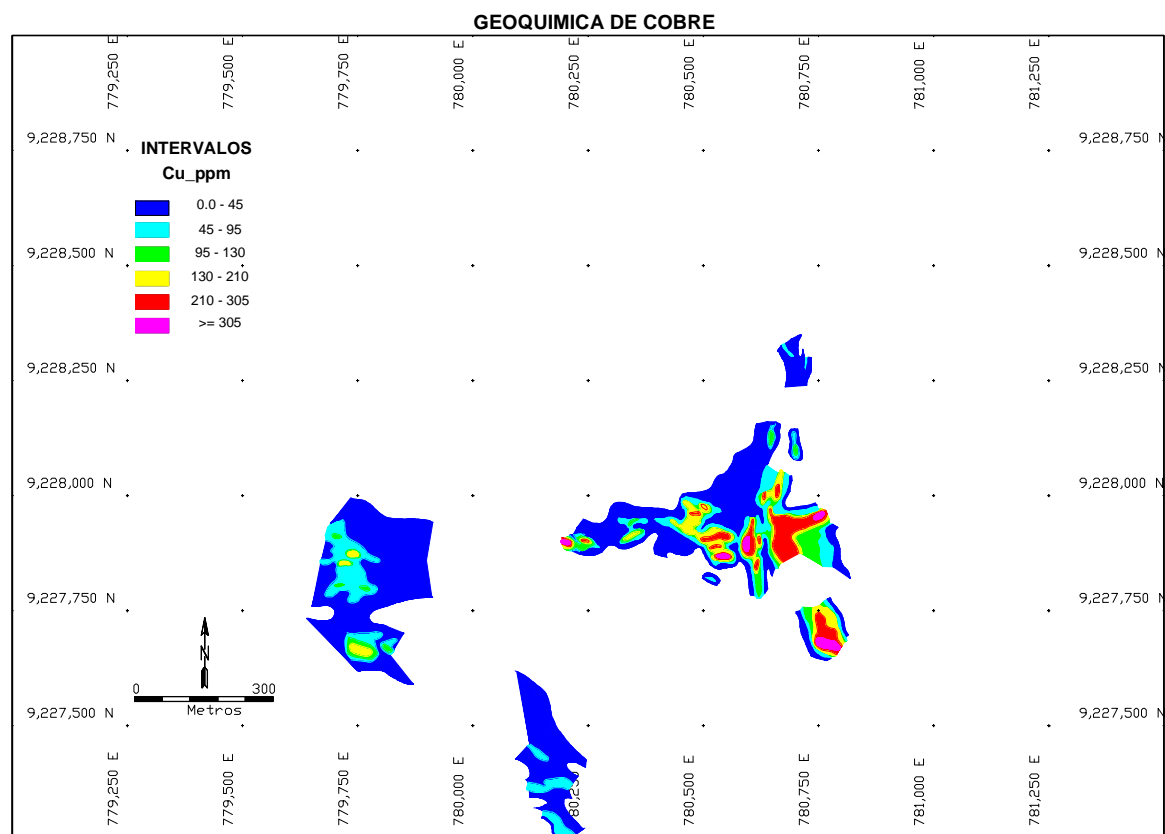 GEOQUIMICA DE COBRE
779,250 E
779,500 E
779,750 E
780,000 E
780,250 E
780,500 E
780,750 E
781,000 E
781,250 E
9,228,750 N
9,228,750 N
INTERVALOS
Cu_ppm
0.0 - 45
45 - 95
95 - 130
130 - 210
210 - 305
>= 305
9,228,500 N
9,228,500 N
9,228,250 N
9,228,250 N
9,228,000 N
9,228,000 N
9,227,750 N
9,227,750 N
N
0 300
Metros
9,227,500 N
9,227,500 N
779,250 E
779,500 E
779,750 E
780,000 E
780,250 E
780,500 E
780,750 E
781,000 E
781,250 E